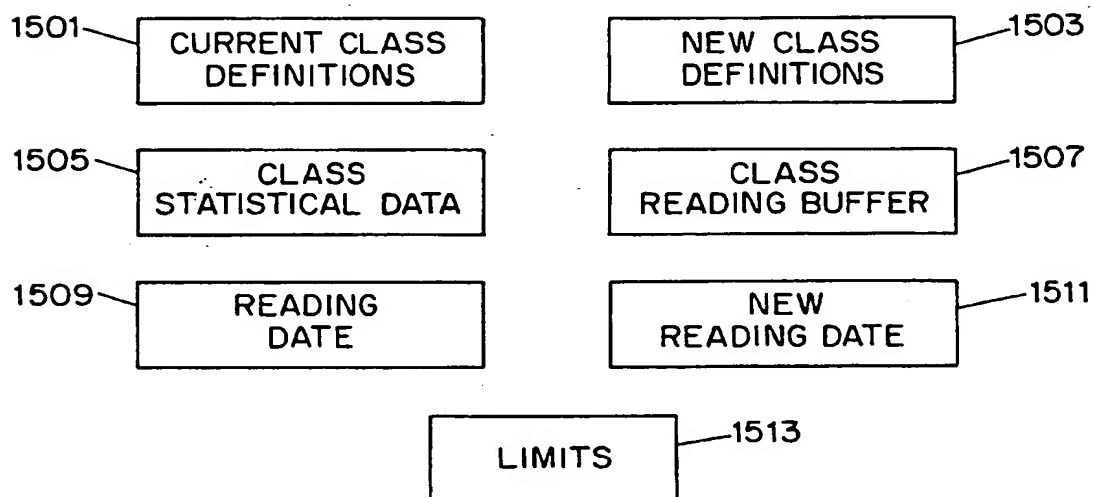 1501
CURRENT CLASS
DEFINITIONS
NEW CLASS
DEFINITIONS
1503
1505
CLASS
STATISTICAL DATA
CLASS
READING BUFFER
1507
1509
READING
DATE
NEW
READING DATE
1511
LIMITS
1513